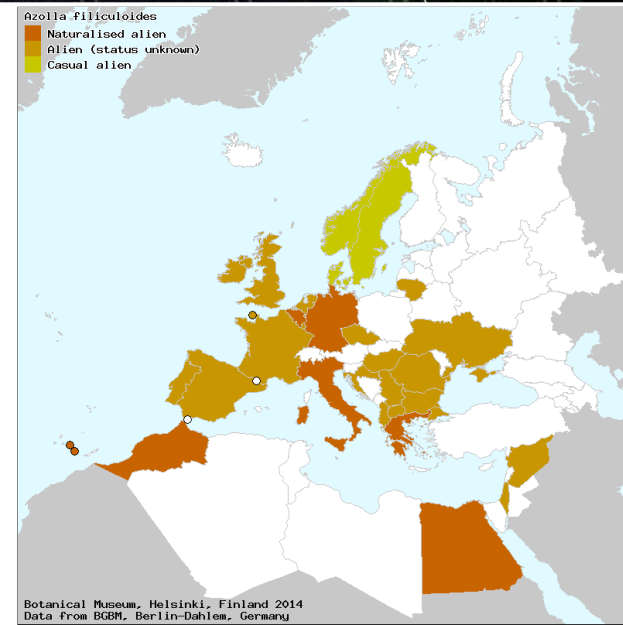 Azolla filiculoides
Naturalised alien
Alien (status unknown)
Casual alien
Botanical Museum, Helsinki, Finland 2014
Data from BGBM, Berlin-Dahlem, Germany